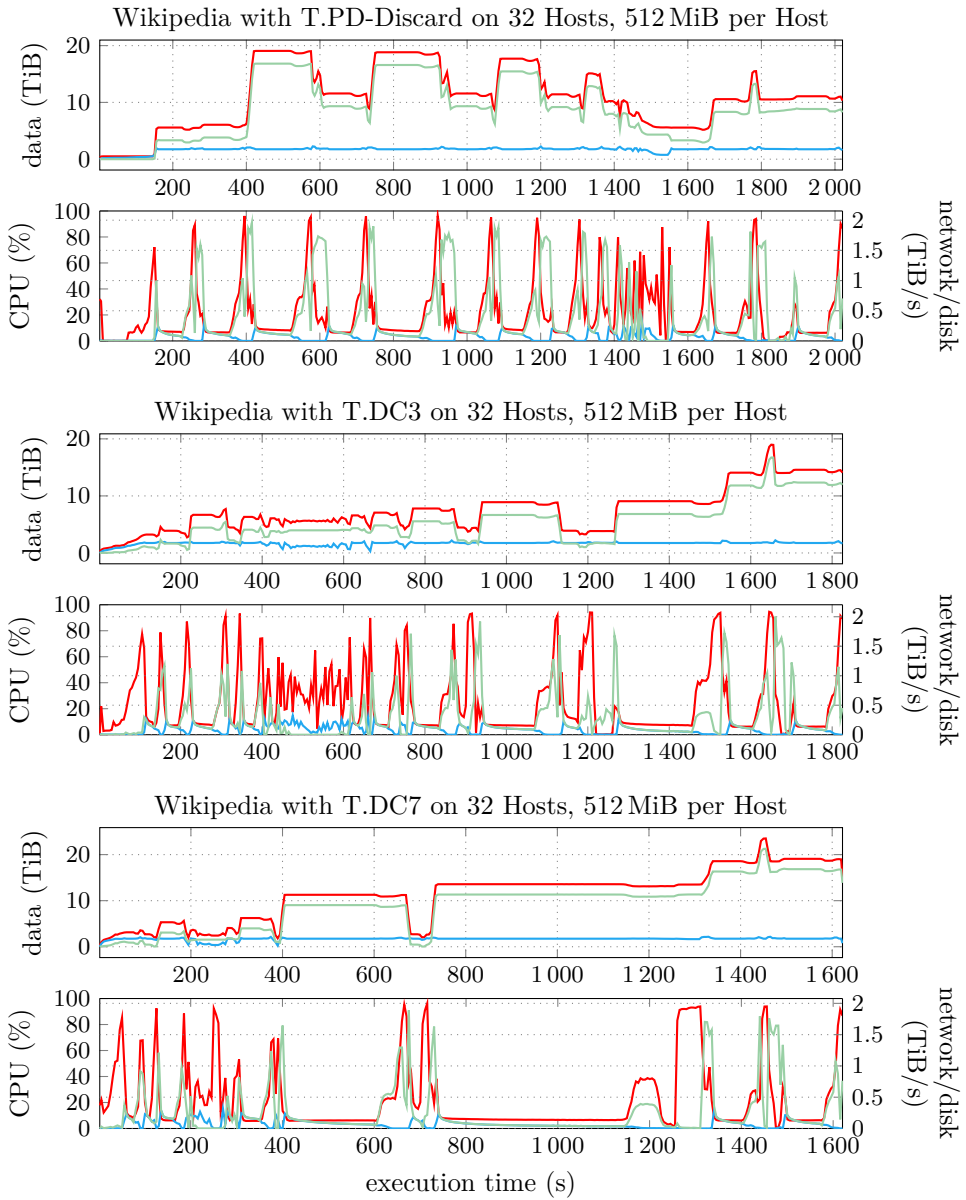 Wikipedia with T.PD-Discard on 32 Hosts, 512 MiB per Host
data (TiB)
20
10
0
200 400 600 800 1 000 1 200 1 400 1 600 1 800 2 000
CPU (%)
100
80
60
40
20
0
2
1.5
1
0.5
0
network/disk
(TiB/s)
200 400 600 800 1 000 1 200 1 400 1 600 1 800 2 000
Wikipedia with T.DC3 on 32 Hosts, 512 MiB per Host
data (TiB)
20
10
0
200 400 600 800 1 000 1 200 1 400 1 600 1 800
CPU (%)
100
80
60
40
20
0
2
1.5
1
0.5
0
network/disk
(TiB/s)
200 400 600 800 1 000 1 200 1 400 1 600 1 800
Wikipedia with T.DC7 on 32 Hosts, 512 MiB per Host
data (TiB)
20
10
0
200 400 600 800 1 000 1 200 1 400 1 600
CPU (%)
100
80
60
40
20
0
2
1.5
1
0.5
0
network/disk
(TiB/s)
200 400 600 800 1 000 1 200 1 400 1 600
execution time (s)